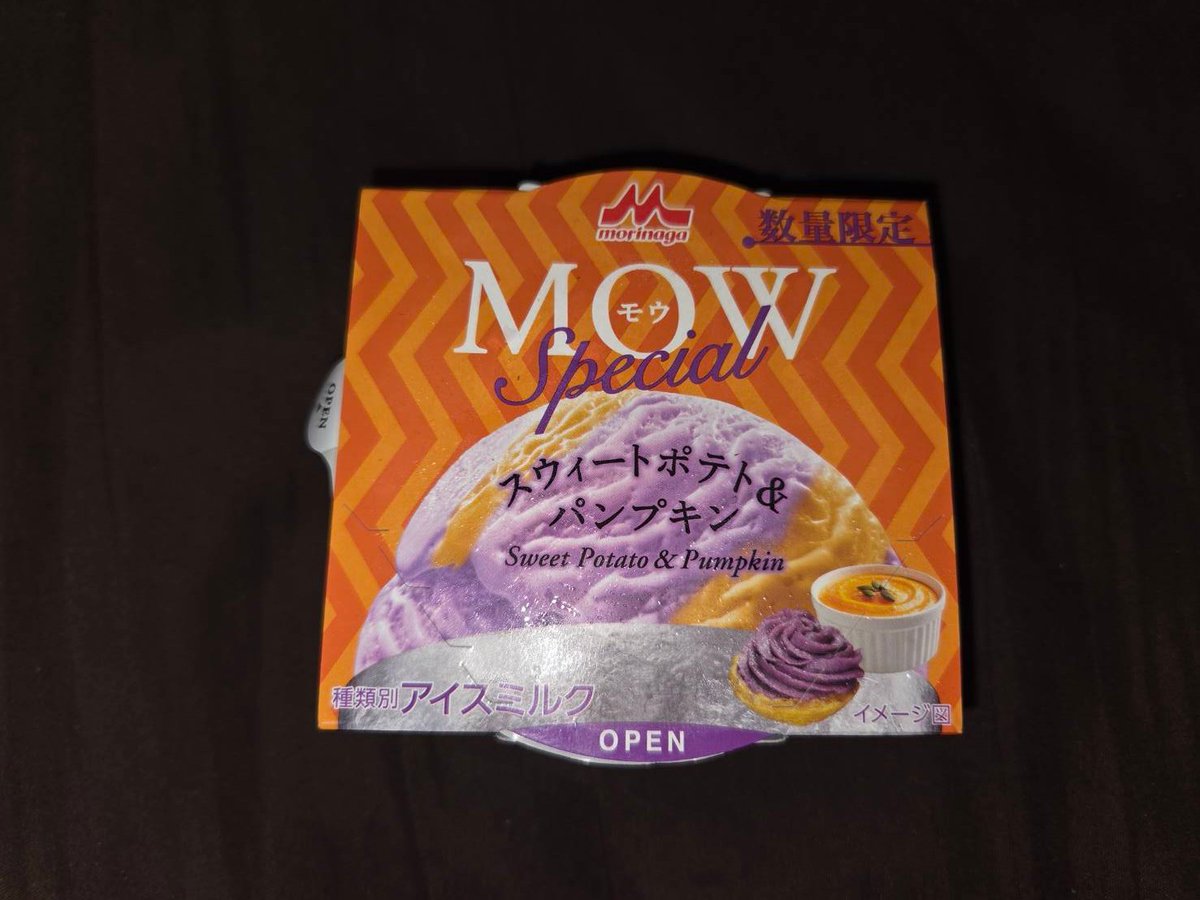 morinaga
数量限定
MOW
モウ
Special
スウィートポテト&
パンプキン
Sweet Potato & Pumpkin
種類別アイスミルク
イメージ図
OPEN
OPEN